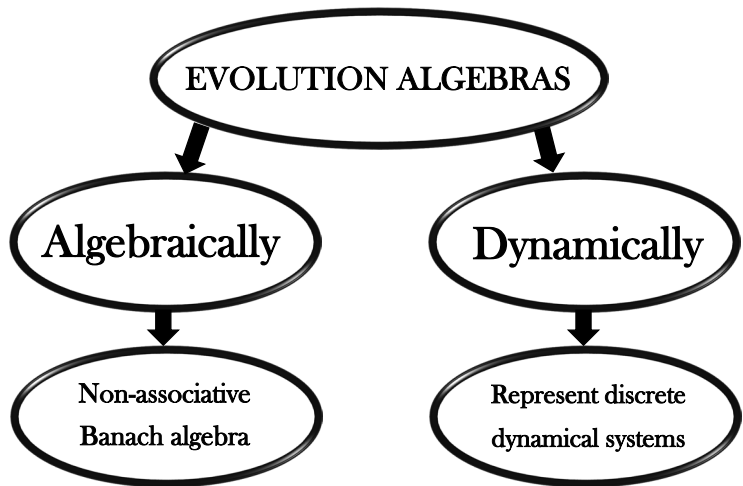 EVOLUTION ALGEBRAS
Algebraically
Dynamically
Non-associative
Banach algebra
Represent discrete
dynamical systems